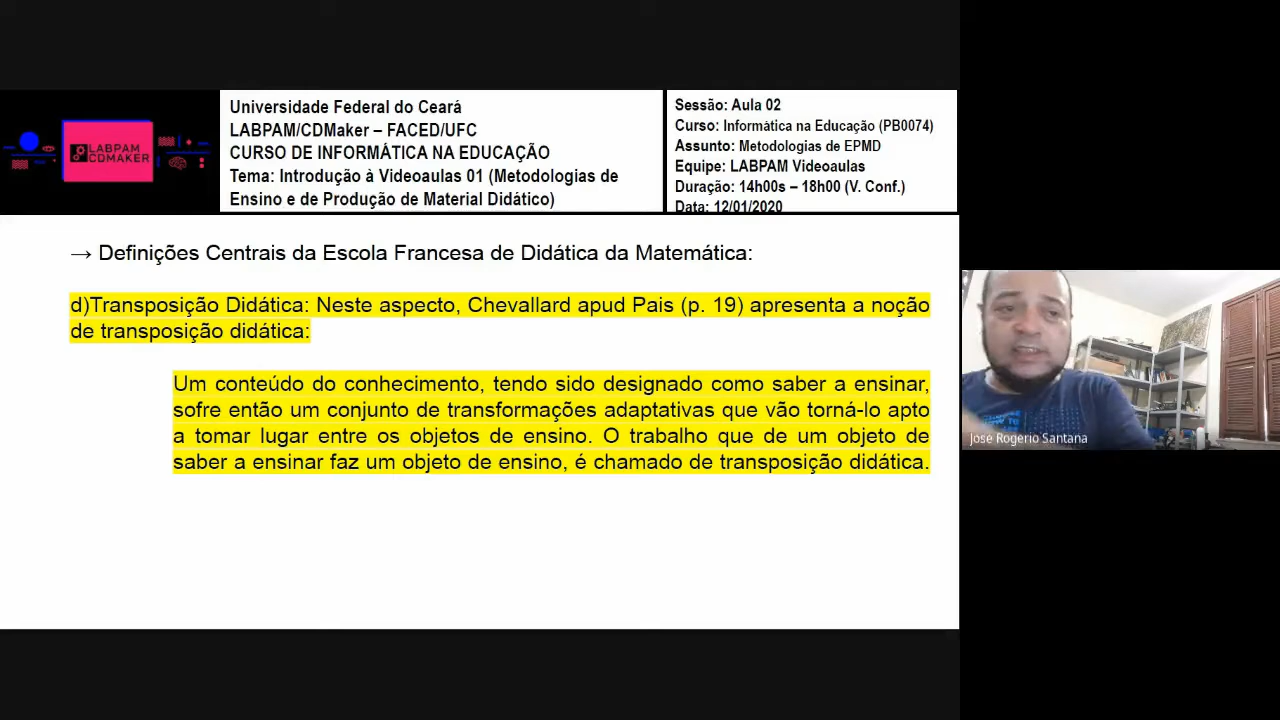 LABPAM
CDMAKER
Universidade Federal do Ceará
LABPAM/CDMaker – FACED/UFC
CURSO DE INFORMÁTICA NA EDUCAÇÃO
Tema: Introdução à Videoaulas 01 (Metodologias de
Ensino e de Produção de Material Didático)
Sessão: Aula 02
Curso: Informática na Educação (PB0074)
Assunto: Metodologias de EPMD
Equipe: LABPAM Videoaulas
Duração: 14h00s – 18h00 (V. Conf.)
Data: 12/01/2020
→ Definições Centrais da Escola Francesa de Didática da Matemática:
d)Transposição Didática: Neste aspecto, Chevallard apud Pais (p. 19) apresenta a noção
de transposição didática:
Um conteúdo do conhecimento, tendo sido designado como saber a ensinar,
sofre então um conjunto de transformações adaptativas que vão torná-lo apto
a tomar lugar entre os objetos de ensino. O trabalho que de um objeto de
saber a ensinar faz um objeto de ensino, é chamado de transposição didática.
Jose Rogerio Santana